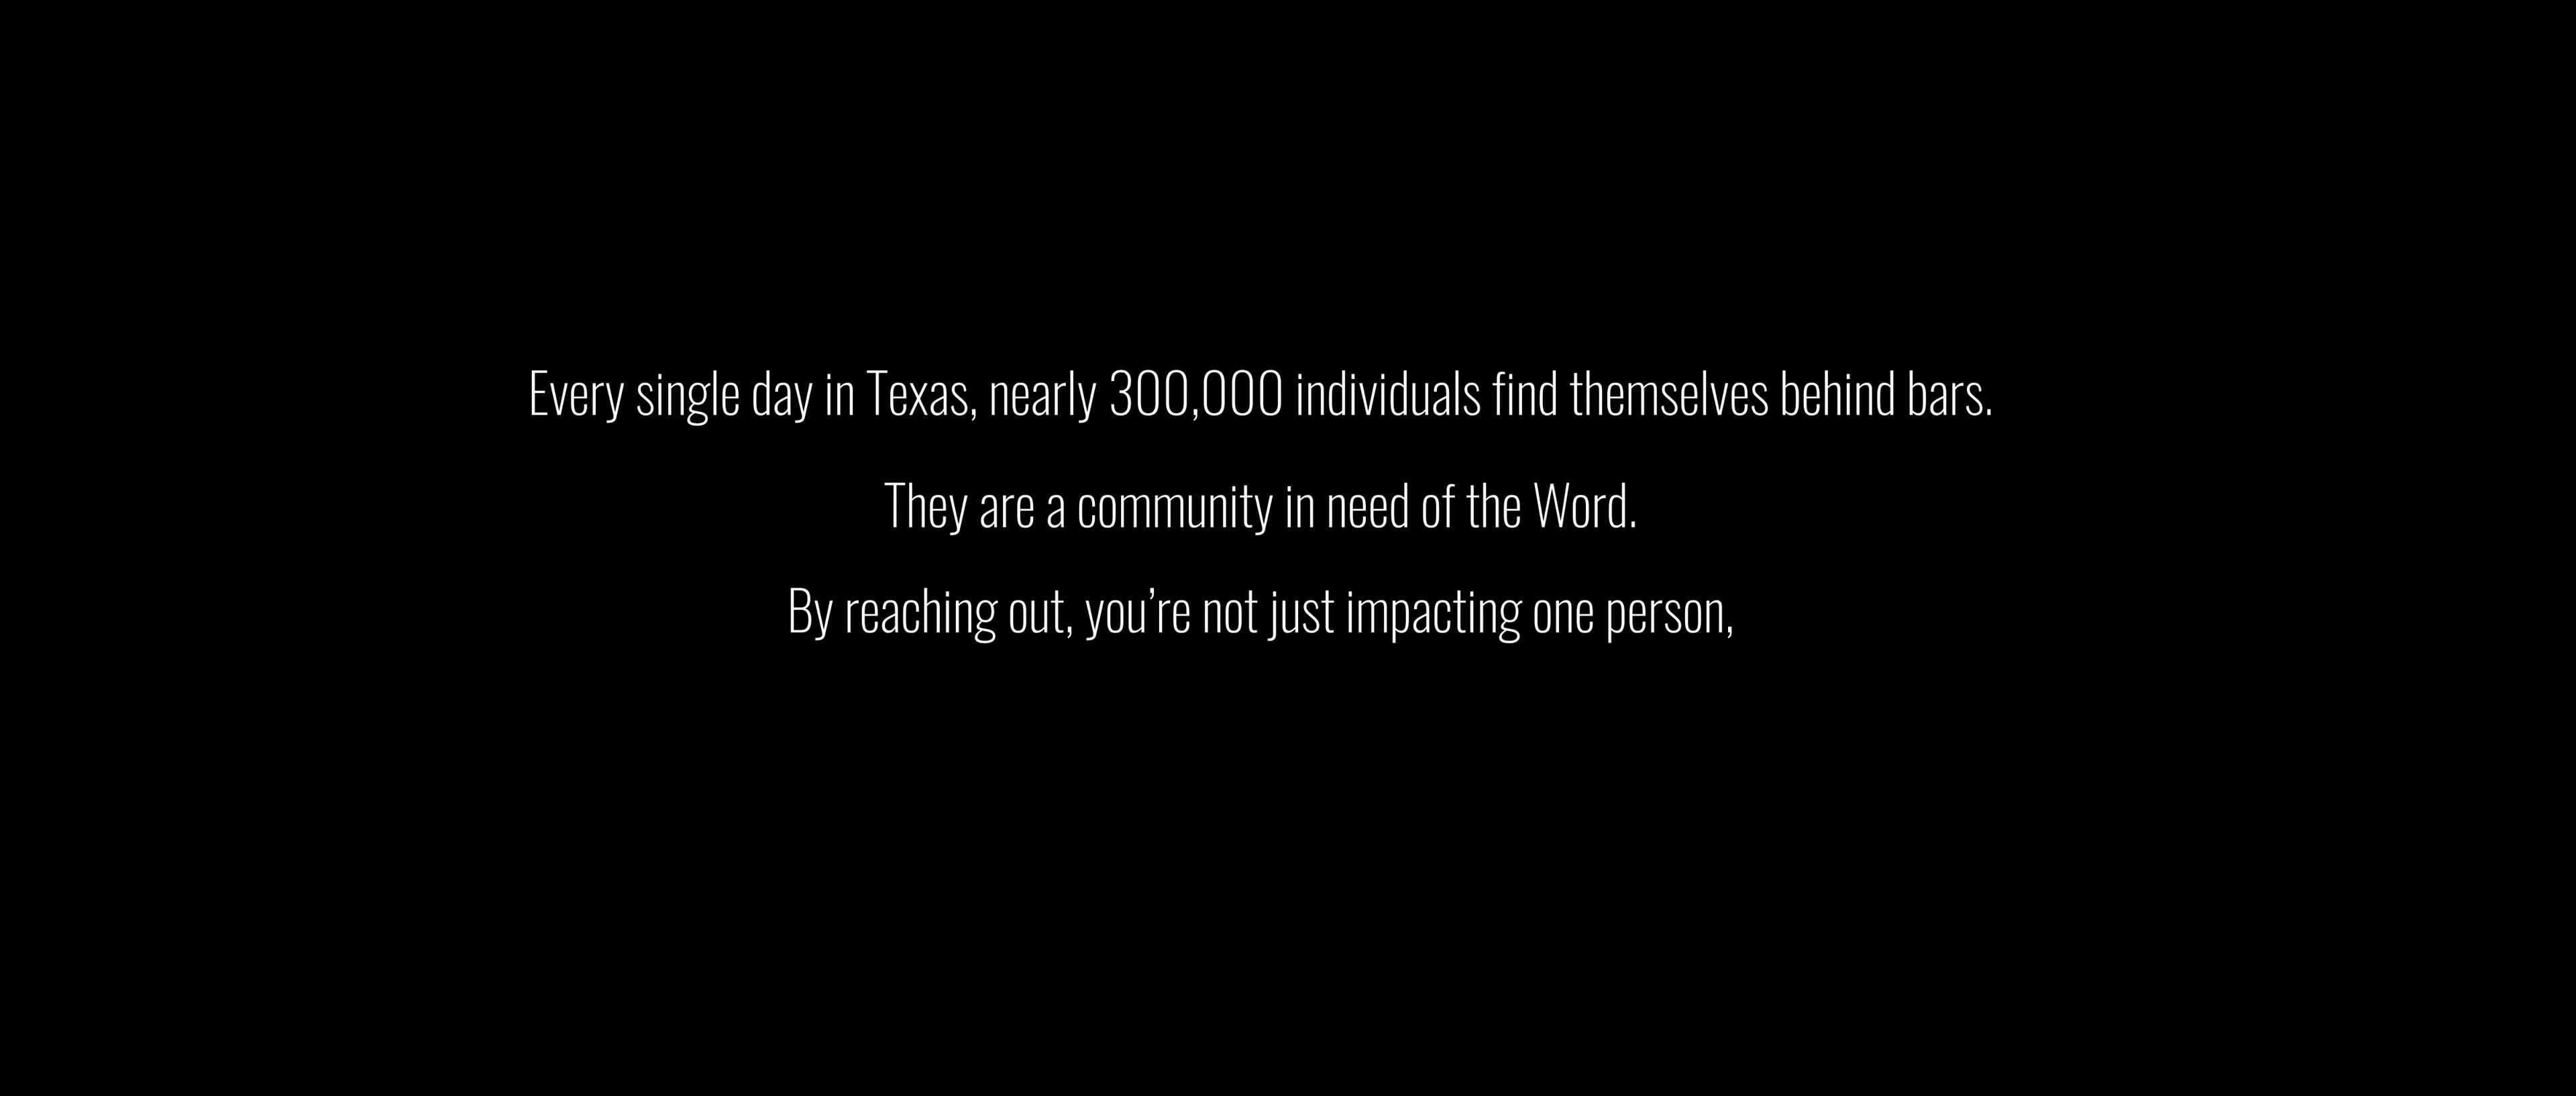 Every single day in Texas, nearly 300,000 individuals find themselves behind bars.
They are a community in need of the Word.
By reaching out, you’re not just impacting one person,